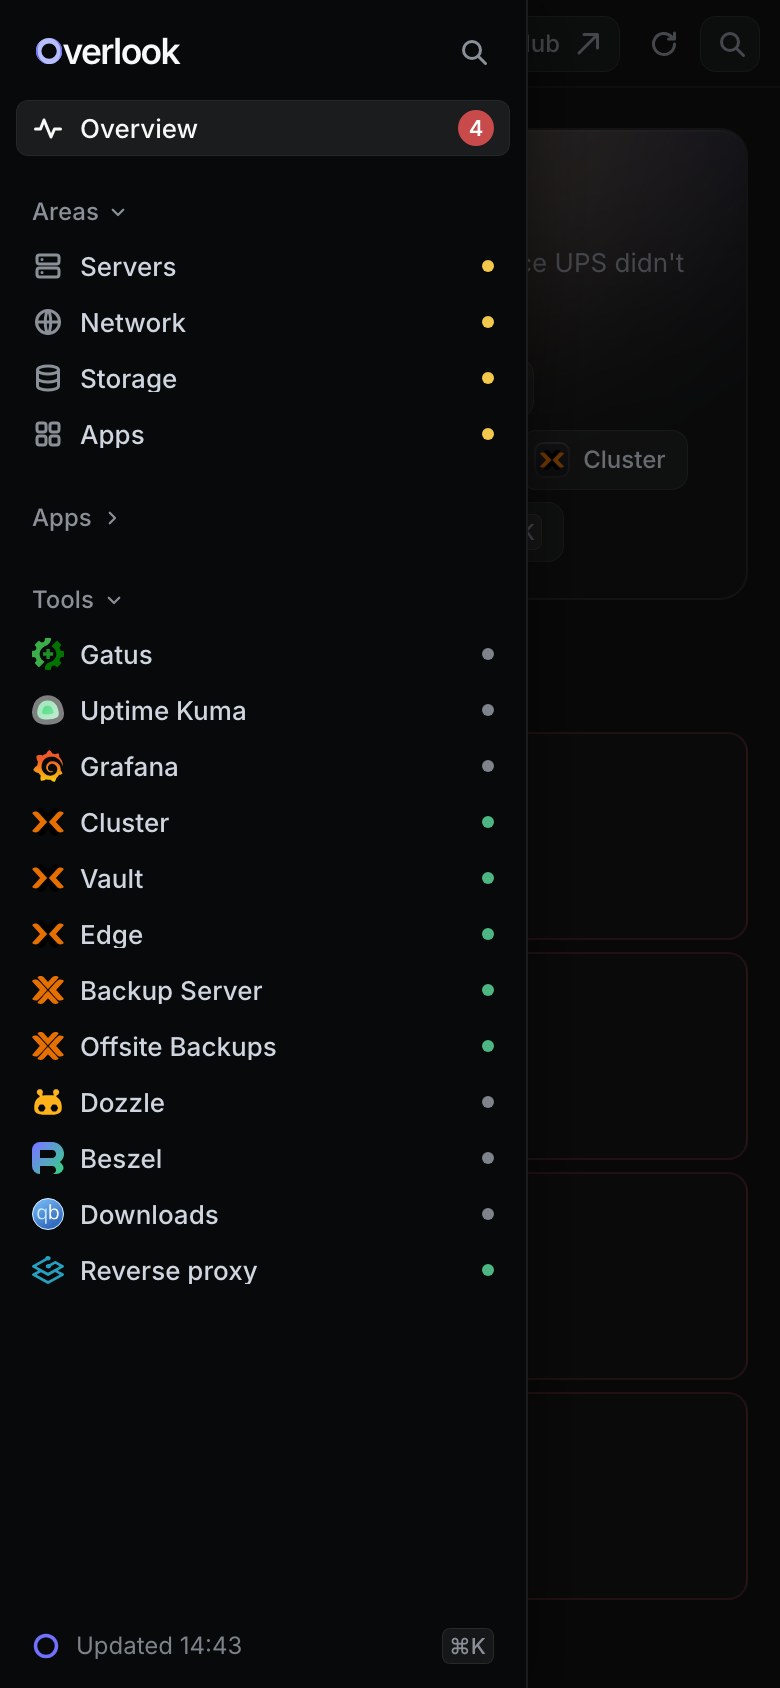 Overlook
Overview 4
Areas
Servers
Network
Storage
Apps
Apps
Tools
Gatus
Uptime Kuma
Grafana
Cluster
Vault
Edge
Backup Server
Offsite Backups
Dozzle
Beszel
qb Downloads
Reverse proxy
Updated 14:43 ⌘K
UPS didn't
Cluster